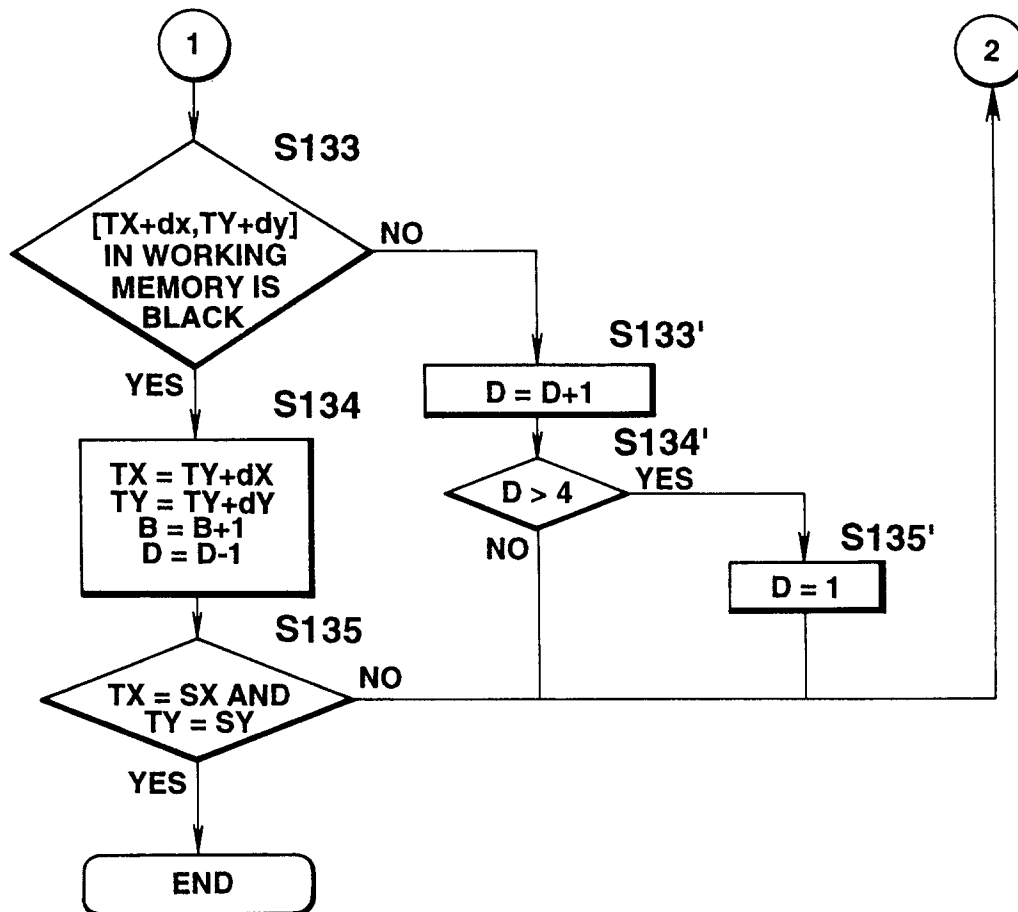 1
2
S133
[TX+dx,TY+dy]
IN WORKING
MEMORY IS
BLACK
NO
YES
S133'
D = D+1
S134
TX = TY+dX
TY = TY+dY
B = B+1
D = D-1
S134'
D > 4
YES
NO
S135'
D = 1
S135
TX = SX AND
TY = SY
NO
YES
END